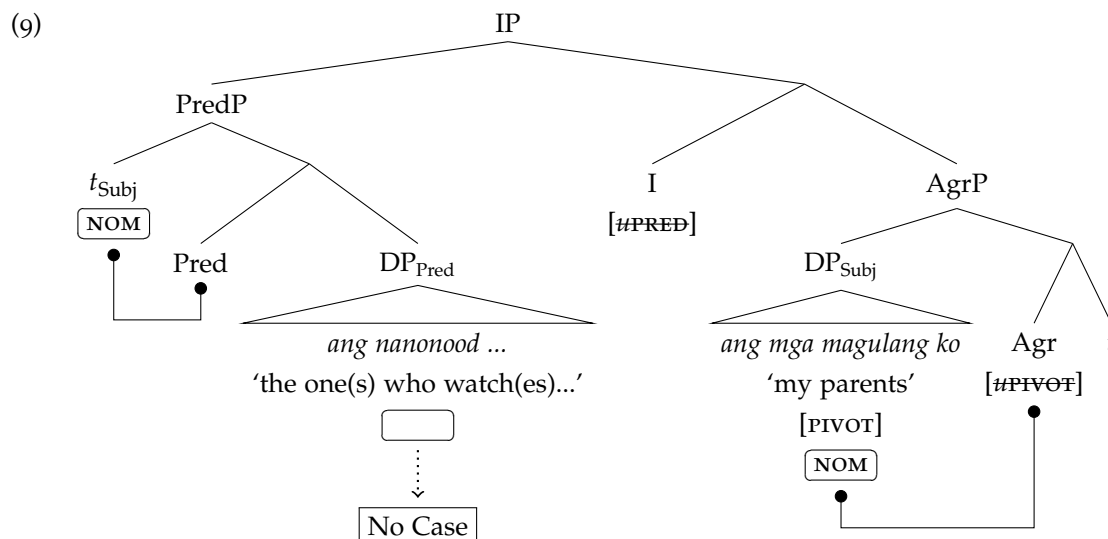 (9) IP
PredP
t_Subj I AgrP
NOM [uPRED]
Pred DP_Pred DP_Subj
ang nanonood ... ang mga magulang ko Agr
‘the one(s) who watch(es)...’ ‘my parents’ [uPIVOT]
[PIVOT]
NOM
No Case